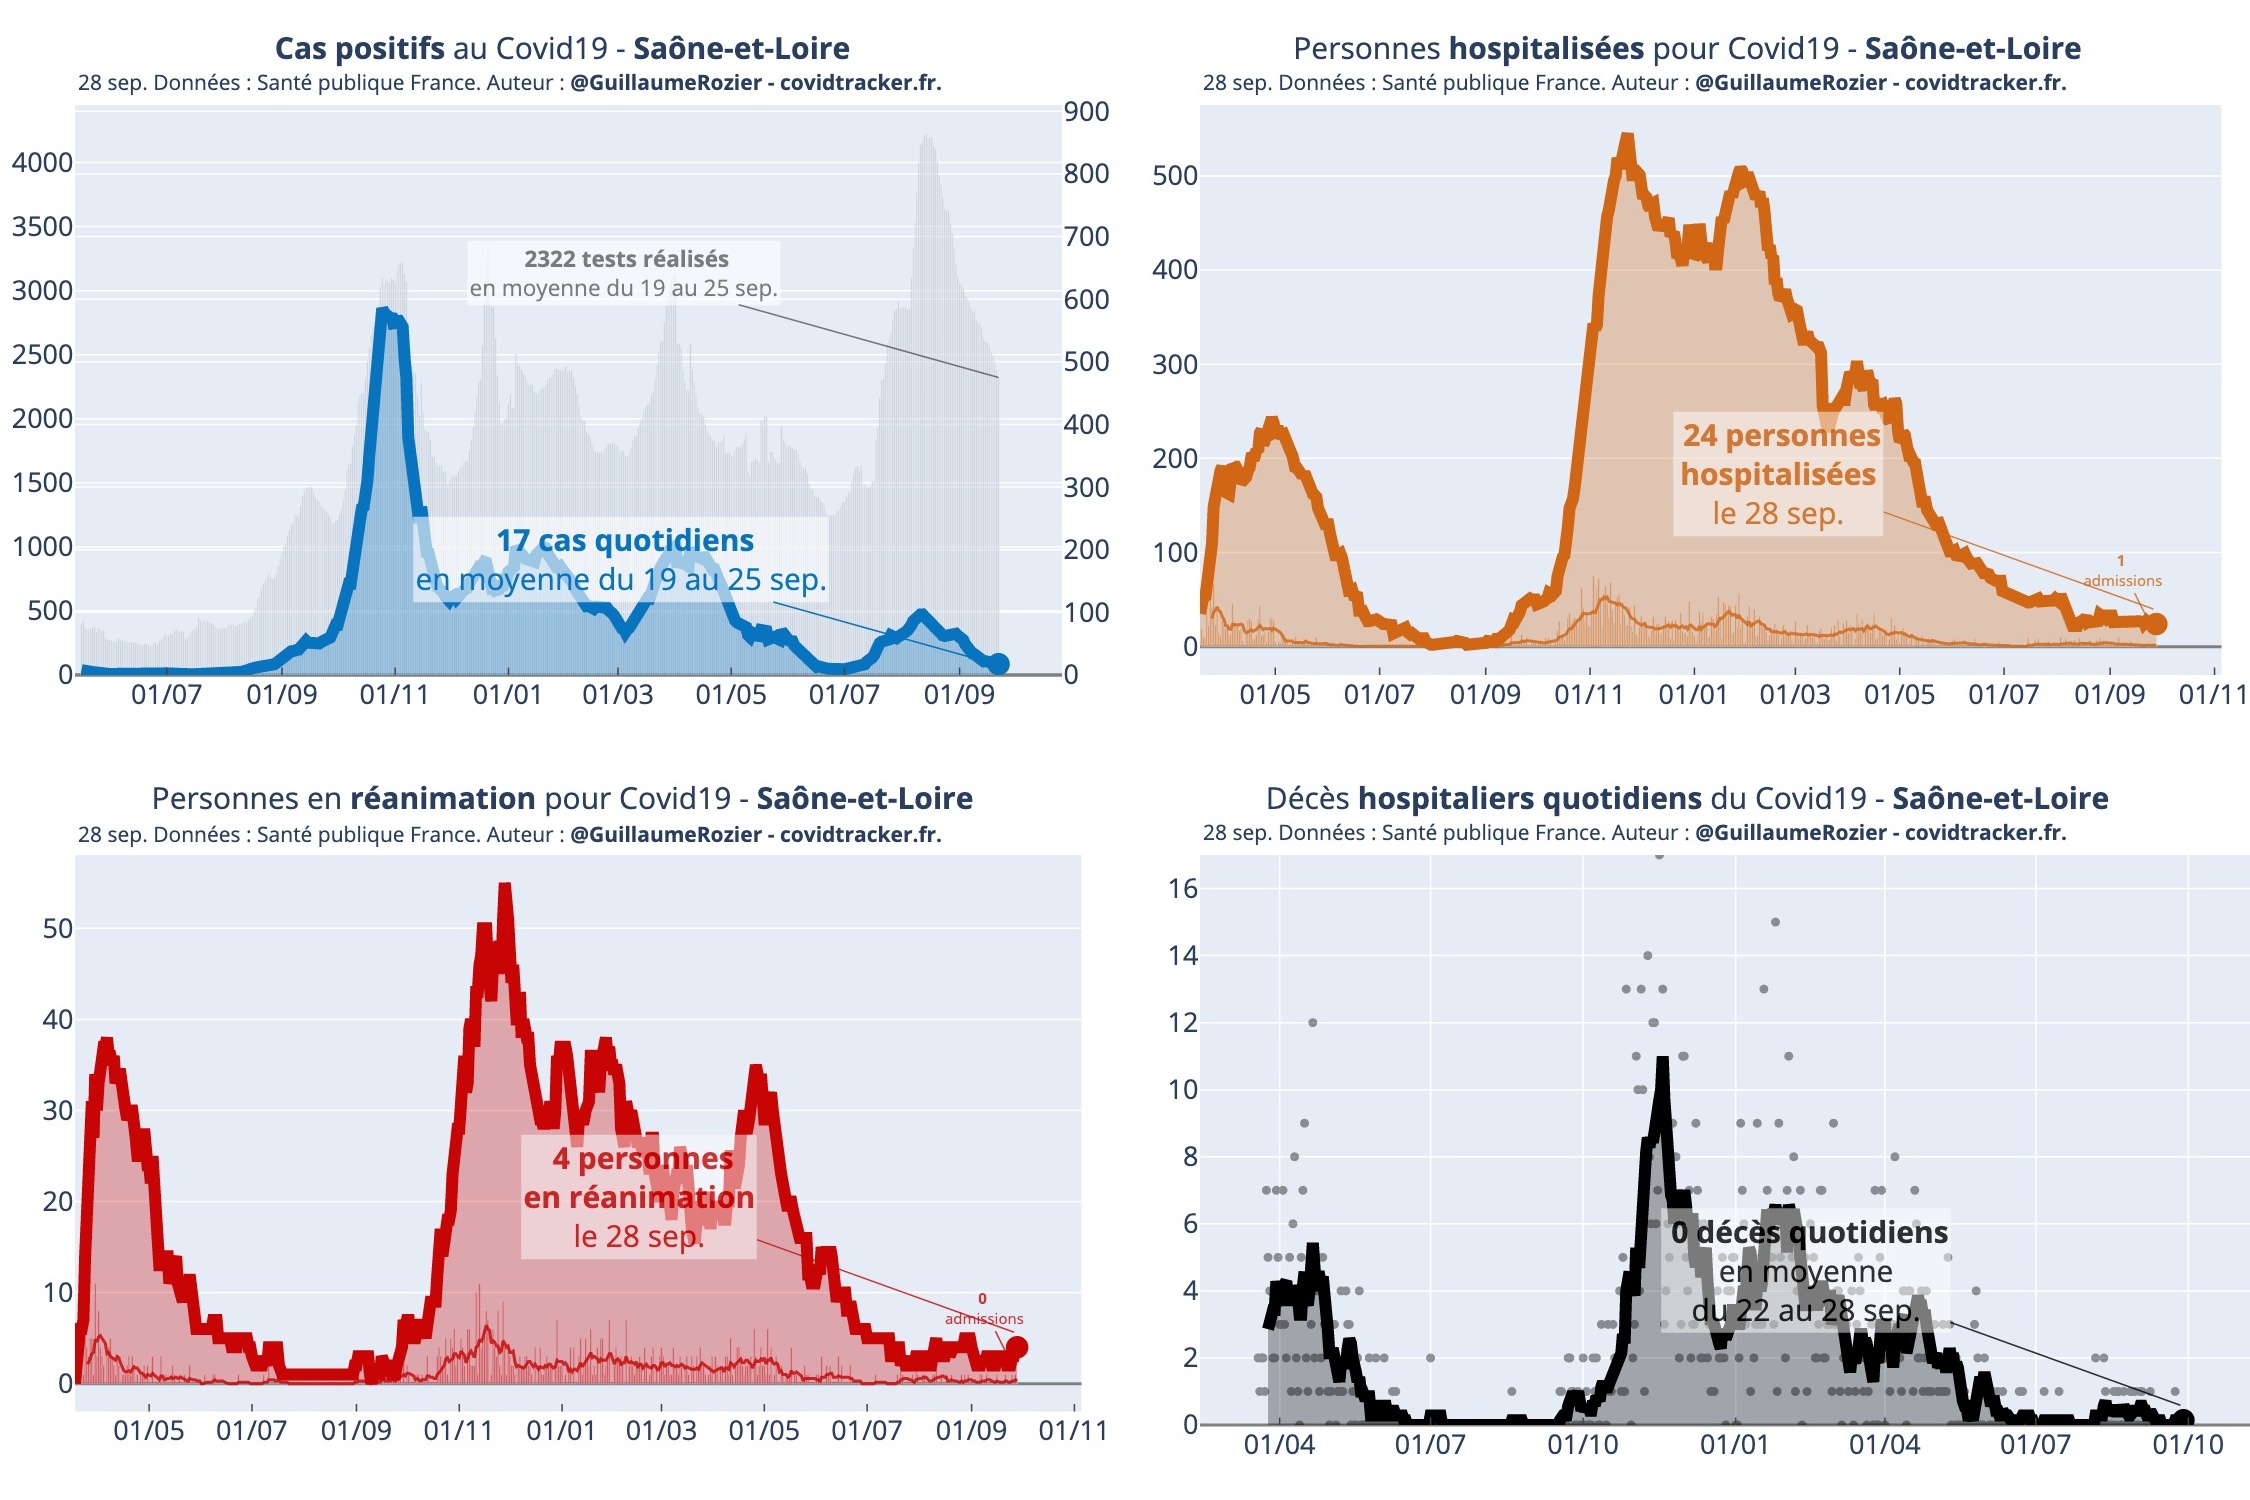 Cas positifs au Covid19 - Saône-et-Loire
28 sep. Données : Santé publique France. Auteur : @GuillaumeRozier - covidtracker.fr.
900
4000
800
3500
700
2322 tests réalisés
en moyenne du 19 au 25 sep.
3000
600
2500
500
2000
400
1500
300
17 cas quotidiens
en moyenne du 19 au 25 sep.
1000
200
500
100
0
0
01/07 01/09 01/11 01/01 01/03 01/05 01/07 01/09
Personnes hospitalisées pour Covid19 - Saône-et-Loire
28 sep. Données : Santé publique France. Auteur : @GuillaumeRozier - covidtracker.fr.
500
400
300
24 personnes
hospitalisées
le 28 sep.
200
100
1
admissions
0
01/05 01/07 01/09 01/11 01/01 01/03 01/05 01/07 01/09 01/11
Personnes en réanimation pour Covid19 - Saône-et-Loire
28 sep. Données : Santé publique France. Auteur : @GuillaumeRozier - covidtracker.fr.
50
40
30
4 personnes
en réanimation
le 28 sep.
20
10
0
admissions
0
01/05 01/07 01/09 01/11 01/01 01/03 01/05 01/07 01/09 01/11
Décès hospitaliers quotidiens du Covid19 - Saône-et-Loire
28 sep. Données : Santé publique France. Auteur : @GuillaumeRozier - covidtracker.fr.
16
14
12
10
8
6
0 décès quotidiens
en moyenne
du 22 au 28 sep.
4
2
0
01/04 01/07 01/10 01/01 01/04 01/07 01/10